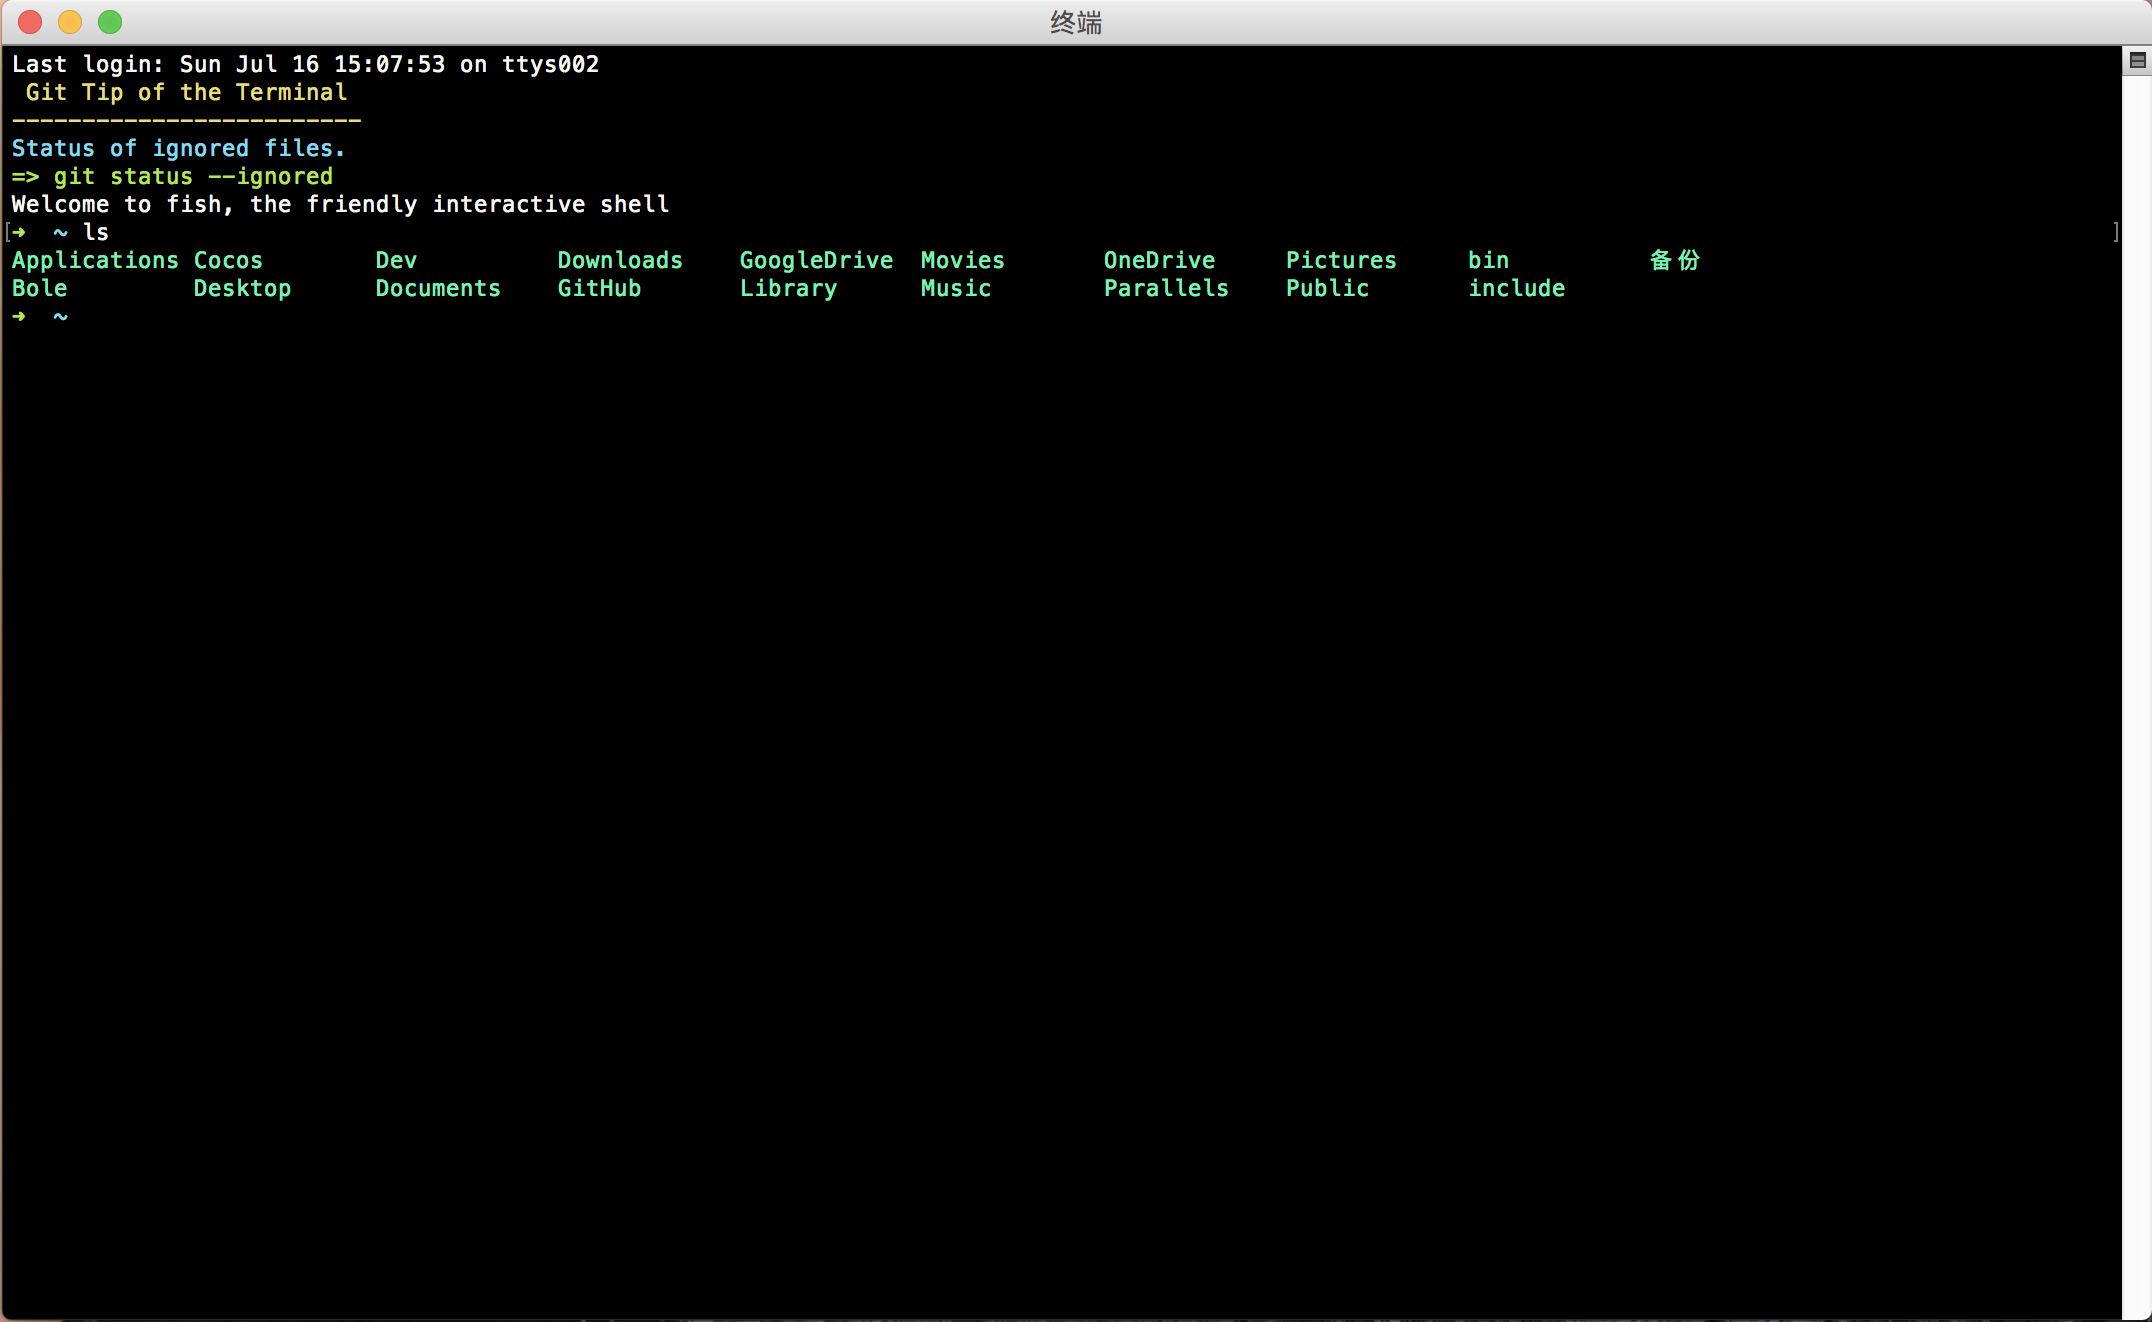 终端
Last login: Sun Jul 16 15:07:53 on ttys002
Git Tip of the Terminal
-------------------------
Status of ignored files.
=> git status --ignored
Welcome to fish, the friendly interactive shell
[➜  ~ ls ]
Applications Cocos Dev Downloads GoogleDrive Movies OneDrive Pictures bin 备份
Bole Desktop Documents GitHub Library Music Parallels Public include
➜  ~